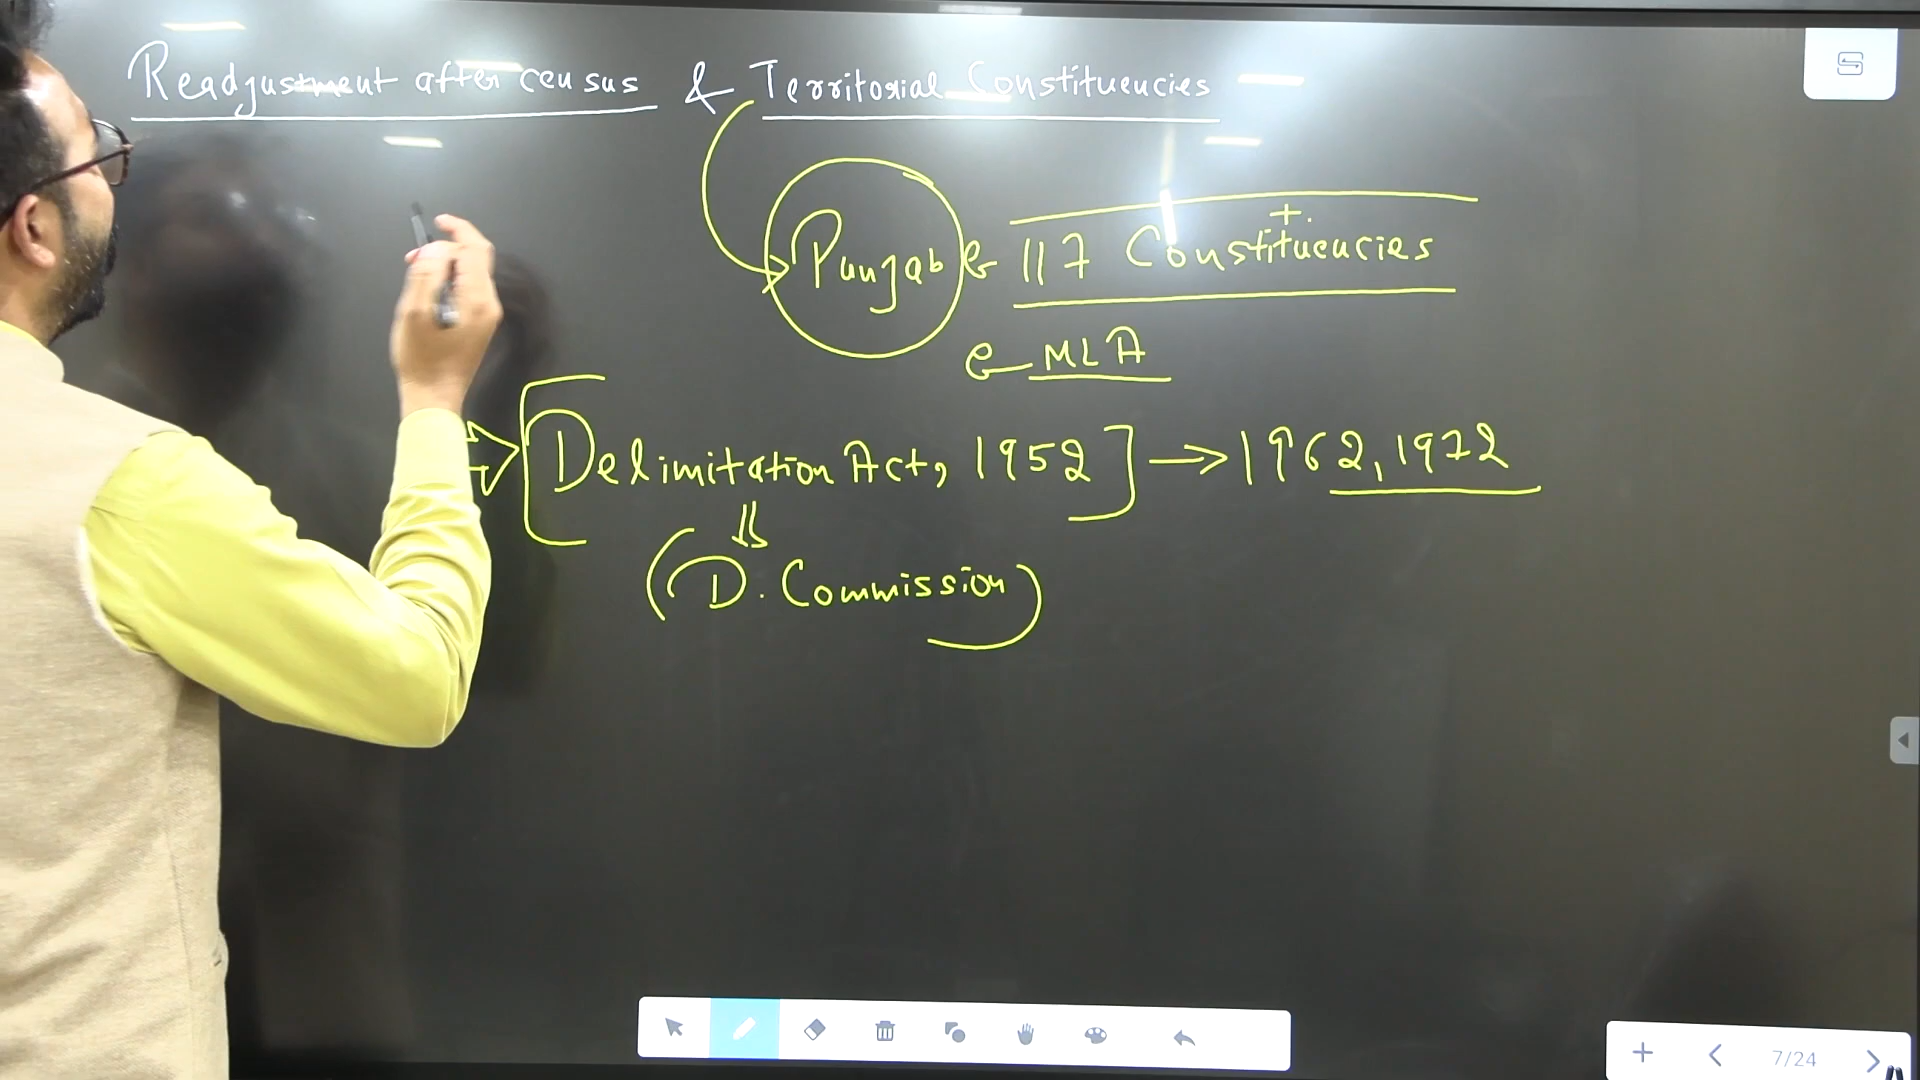 Readjustment after census & Territorial Constituencies
Punjab 117 Constituencies
MLA
Delimitation Act, 1952 → 1962, 1972
(D. Commission)
7/24